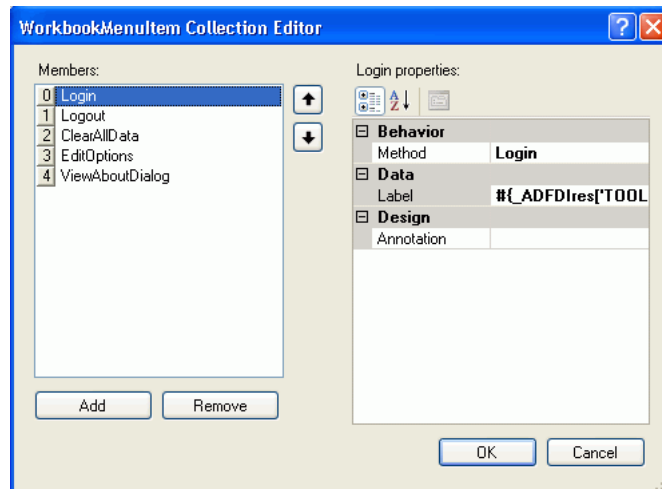 WorkbookMenuItem Collection Editor
Members:
0 Login
1 Logout
2 ClearAllData
3 EditOptions
4 ViewAboutDialog
Add
Remove
Login properties:
Behavior
Method Login
Data
Label #{_ADFDIres['TOOL
Design
Annotation
OK
Cancel